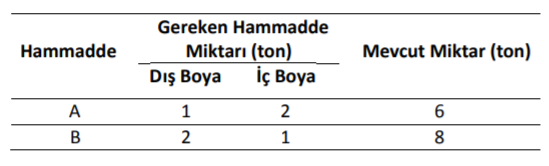 Hammadde Gereken Hammadde Miktarı (ton) Mevcut Miktar (ton)
Dış Boya İç Boya
A 1 2 6
B 2 1 8